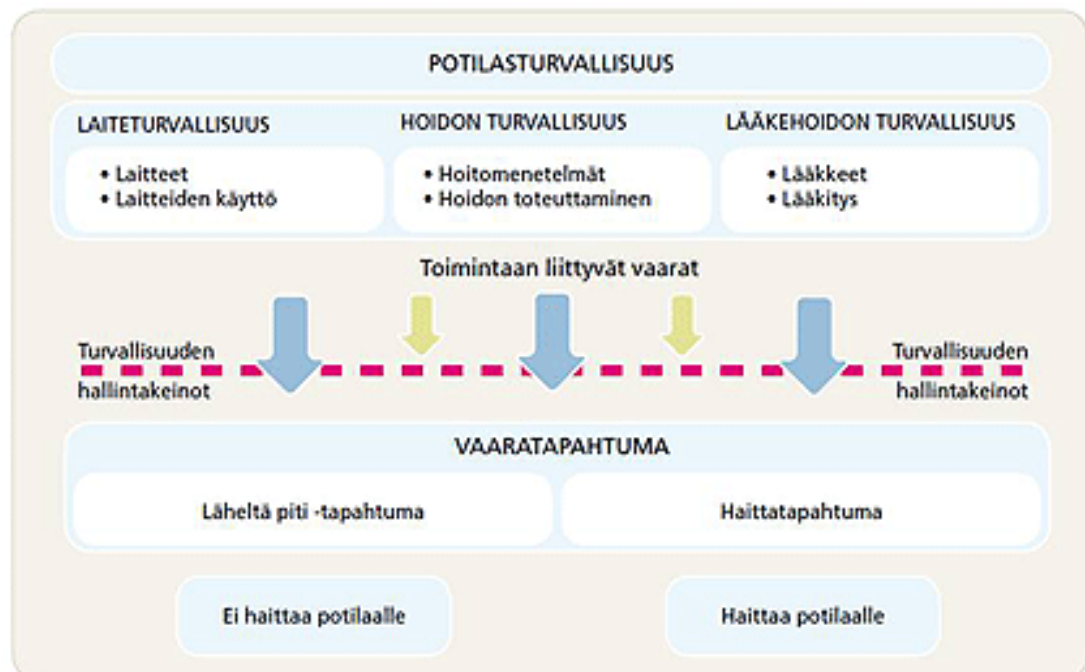 POTILASTURVALLISUUS
LAITETURVALLISUUS
• Laitteet
• Laitteiden käyttö
HOIDON TURVALLISUUS
• Hoitomenetelmät
• Hoidon toteuttaminen
LÄÄKEHOIDON TURVALLISUUS
• Lääkkeet
• Lääkitys
Toimintaan liittyvät vaarat
Turvallisuuden
hallintakeinot
Turvallisuuden
hallintakeinot
VAARATAPAHTUMA
Läheltä piti -tapahtuma
Haittatapahtuma
Ei haittaa potilaalle
Haittaa potilaalle